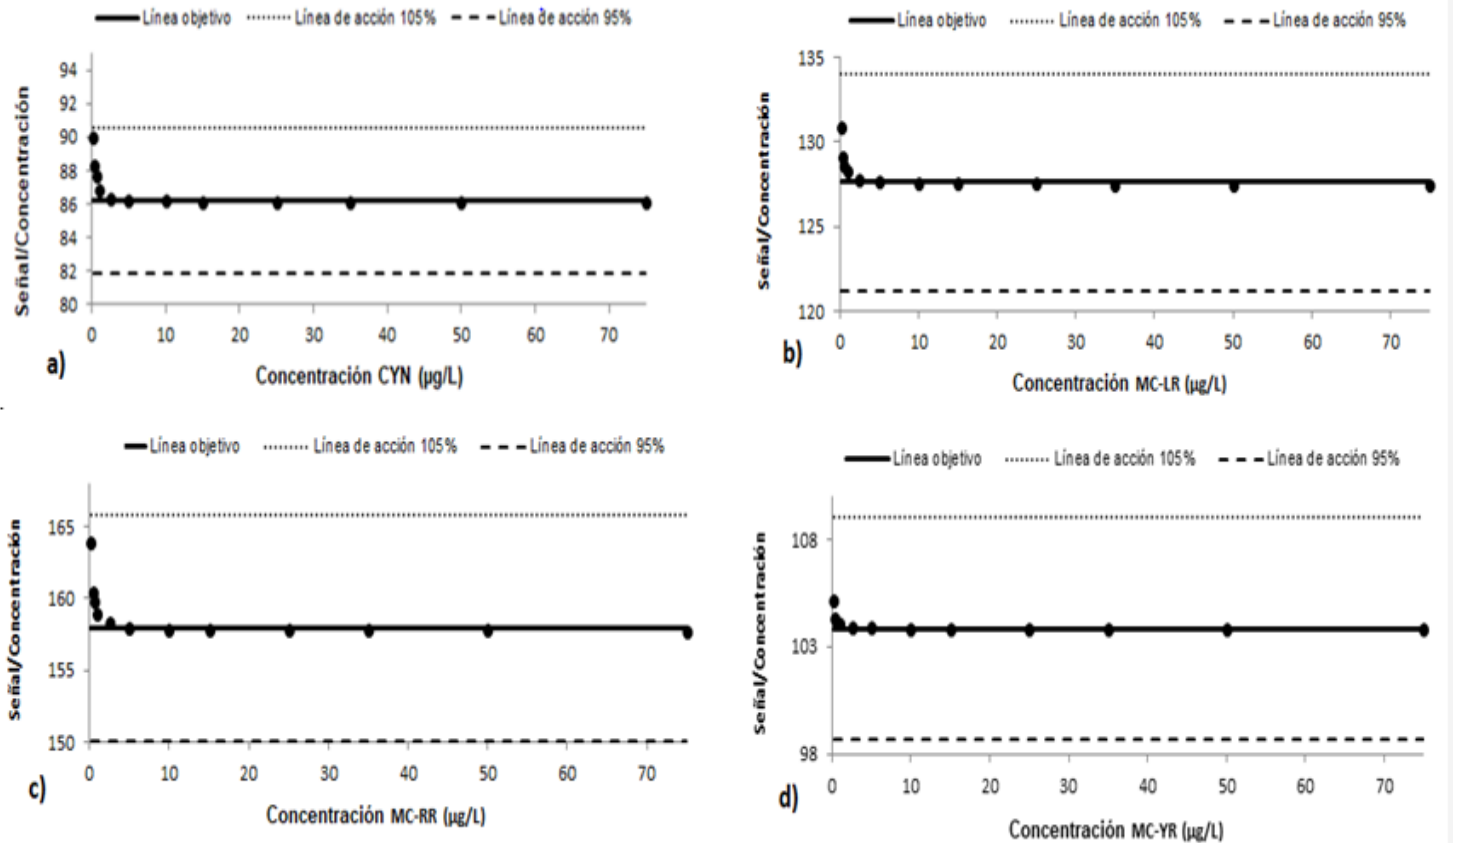 Línea objetivo Línea de acción 105% Línea de acción 95%
Señal/Concentración
94
92
90
88
86
84
82
80
0 10 20 30 40 50 60 70
a)
Concentración CYN (µg/L)
Línea objetivo Línea de acción 105% Línea de acción 95%
Señal/Concentración
135
130
125
120
0 10 20 30 40 50 60 70
b)
Concentración MC-LR (µg/L)
Línea objetivo Línea de acción 105% Línea de acción 95%
Señal/Concentración
165
160
155
150
0 10 20 30 40 50 60 70
c)
Concentración MC-RR (µg/L)
Línea objetivo Línea de acción 105% Línea de acción 95%
Señal/Concentración
108
103
98
0 10 20 30 40 50 60 70
d)
Concentración MC-YR (µg/L)